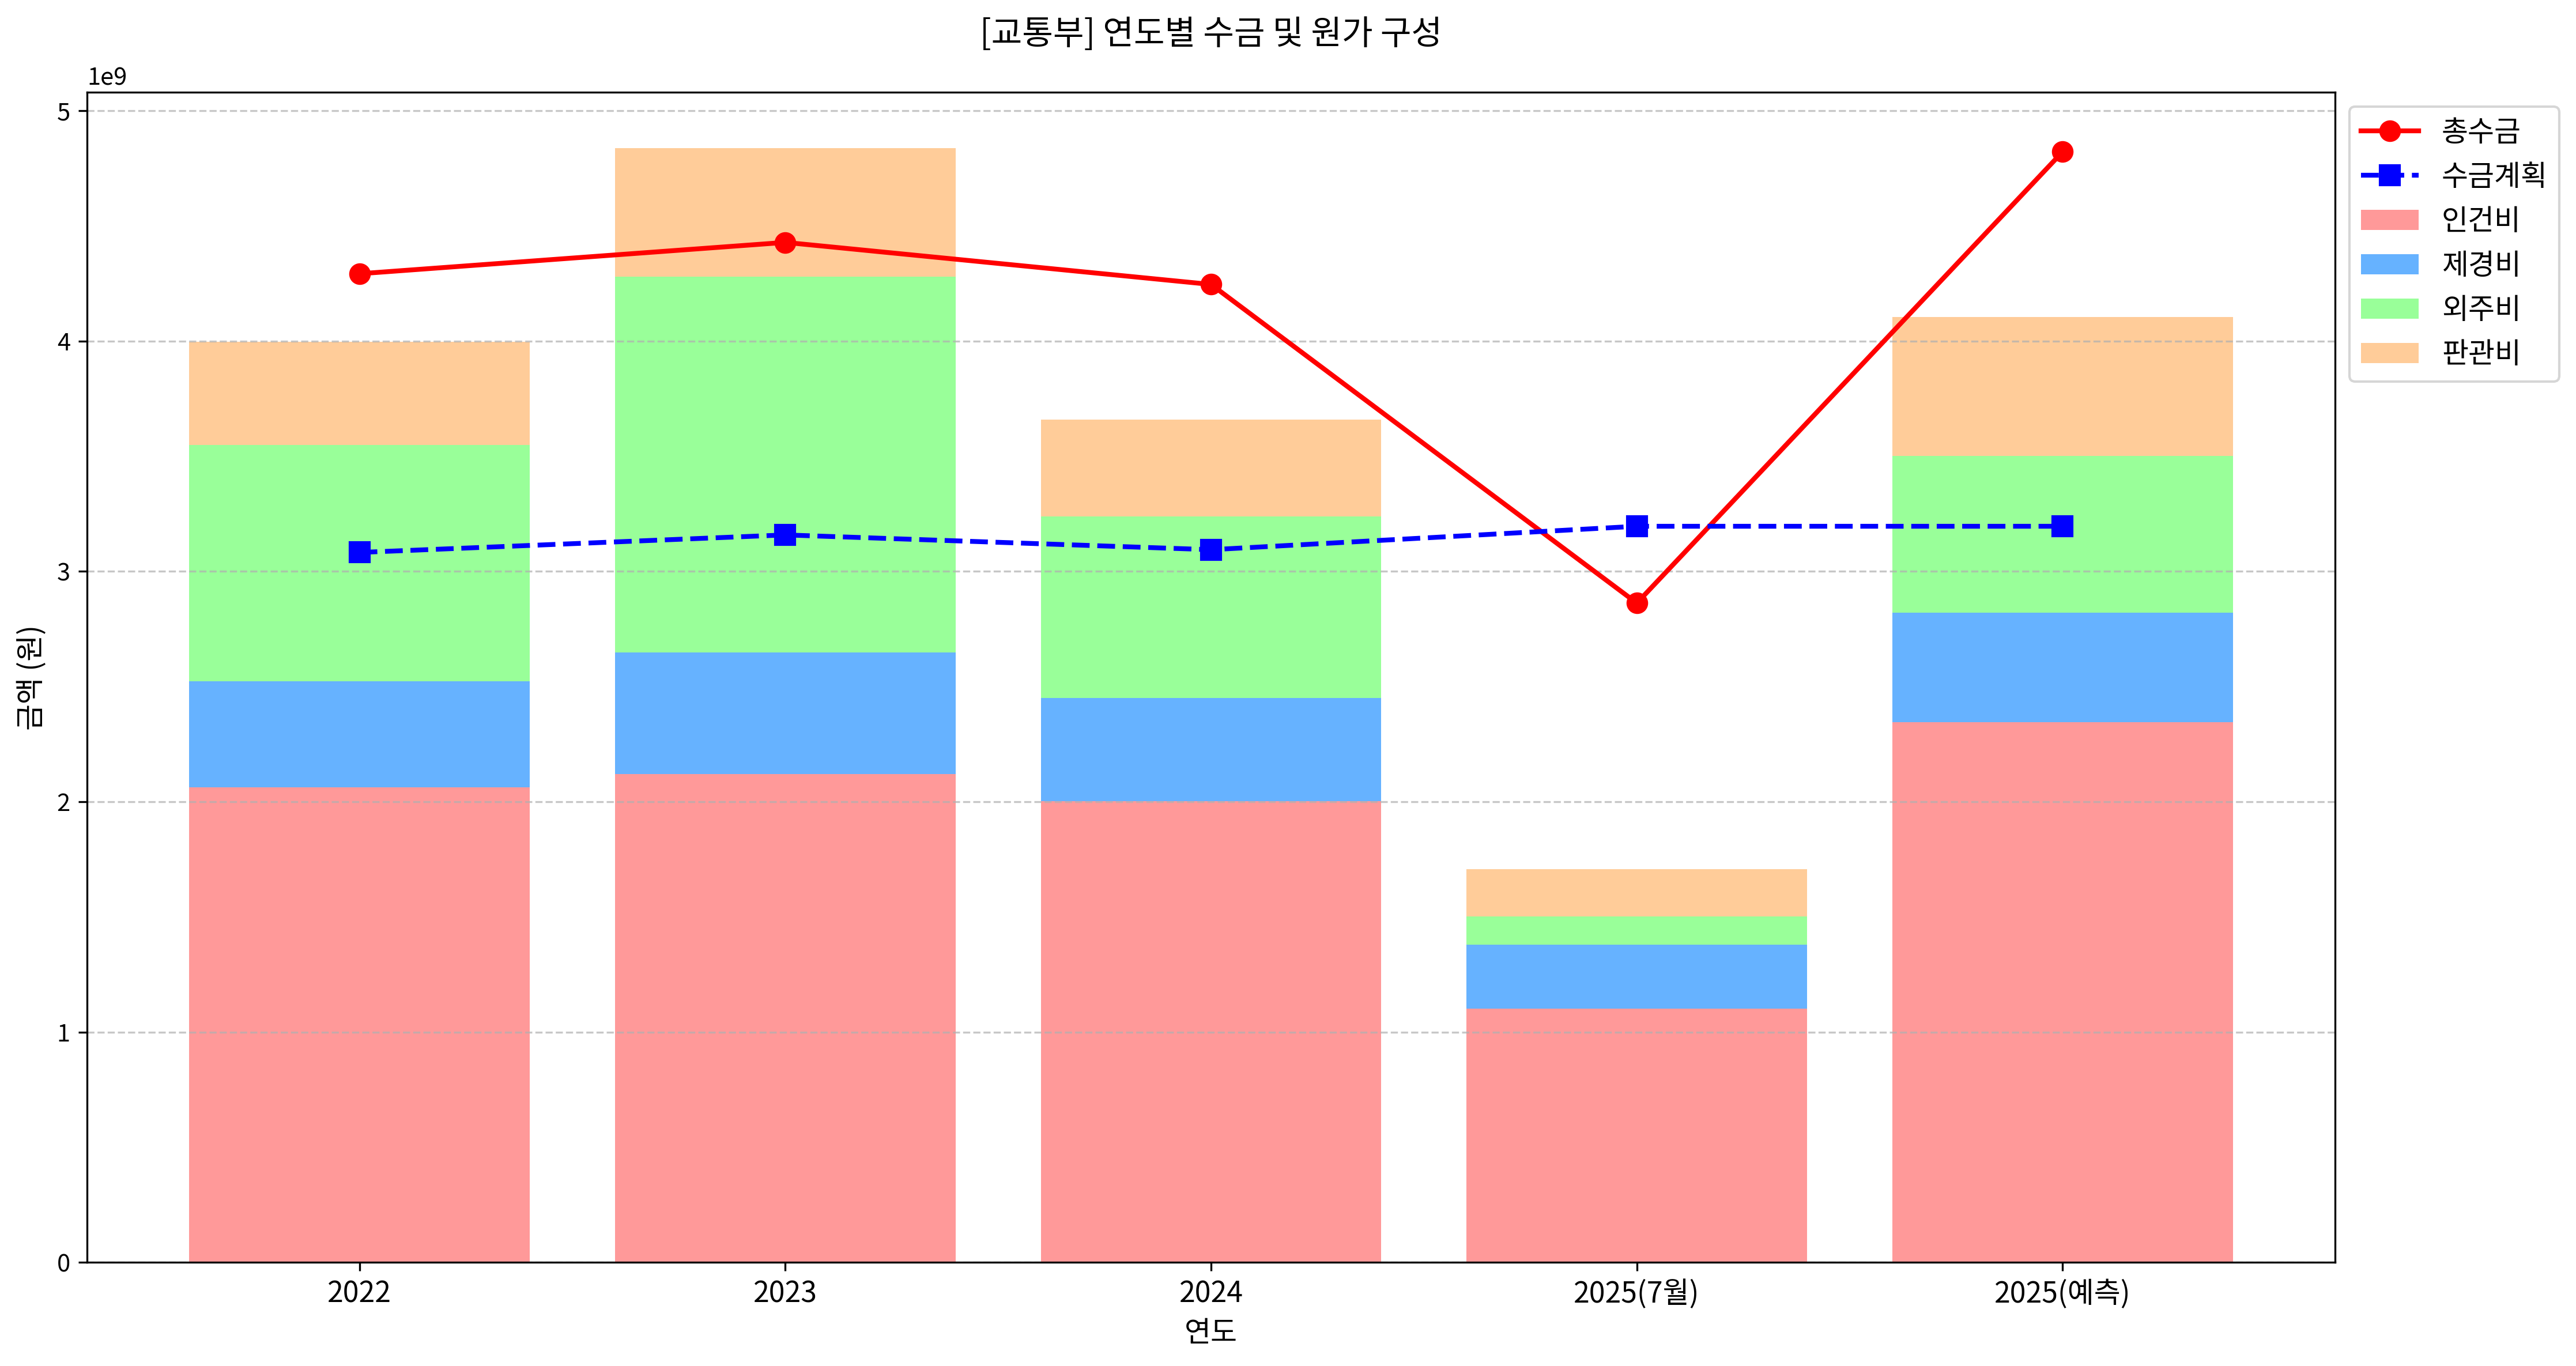 [교통부] 연도별 수금 및 원가 구성
1e9
5
4
3
2
1
0
금액 (원)
2022
2023
2024
2025(7월)
2025(예측)
연도
총수금
수금계획
인건비
제경비
외주비
판관비